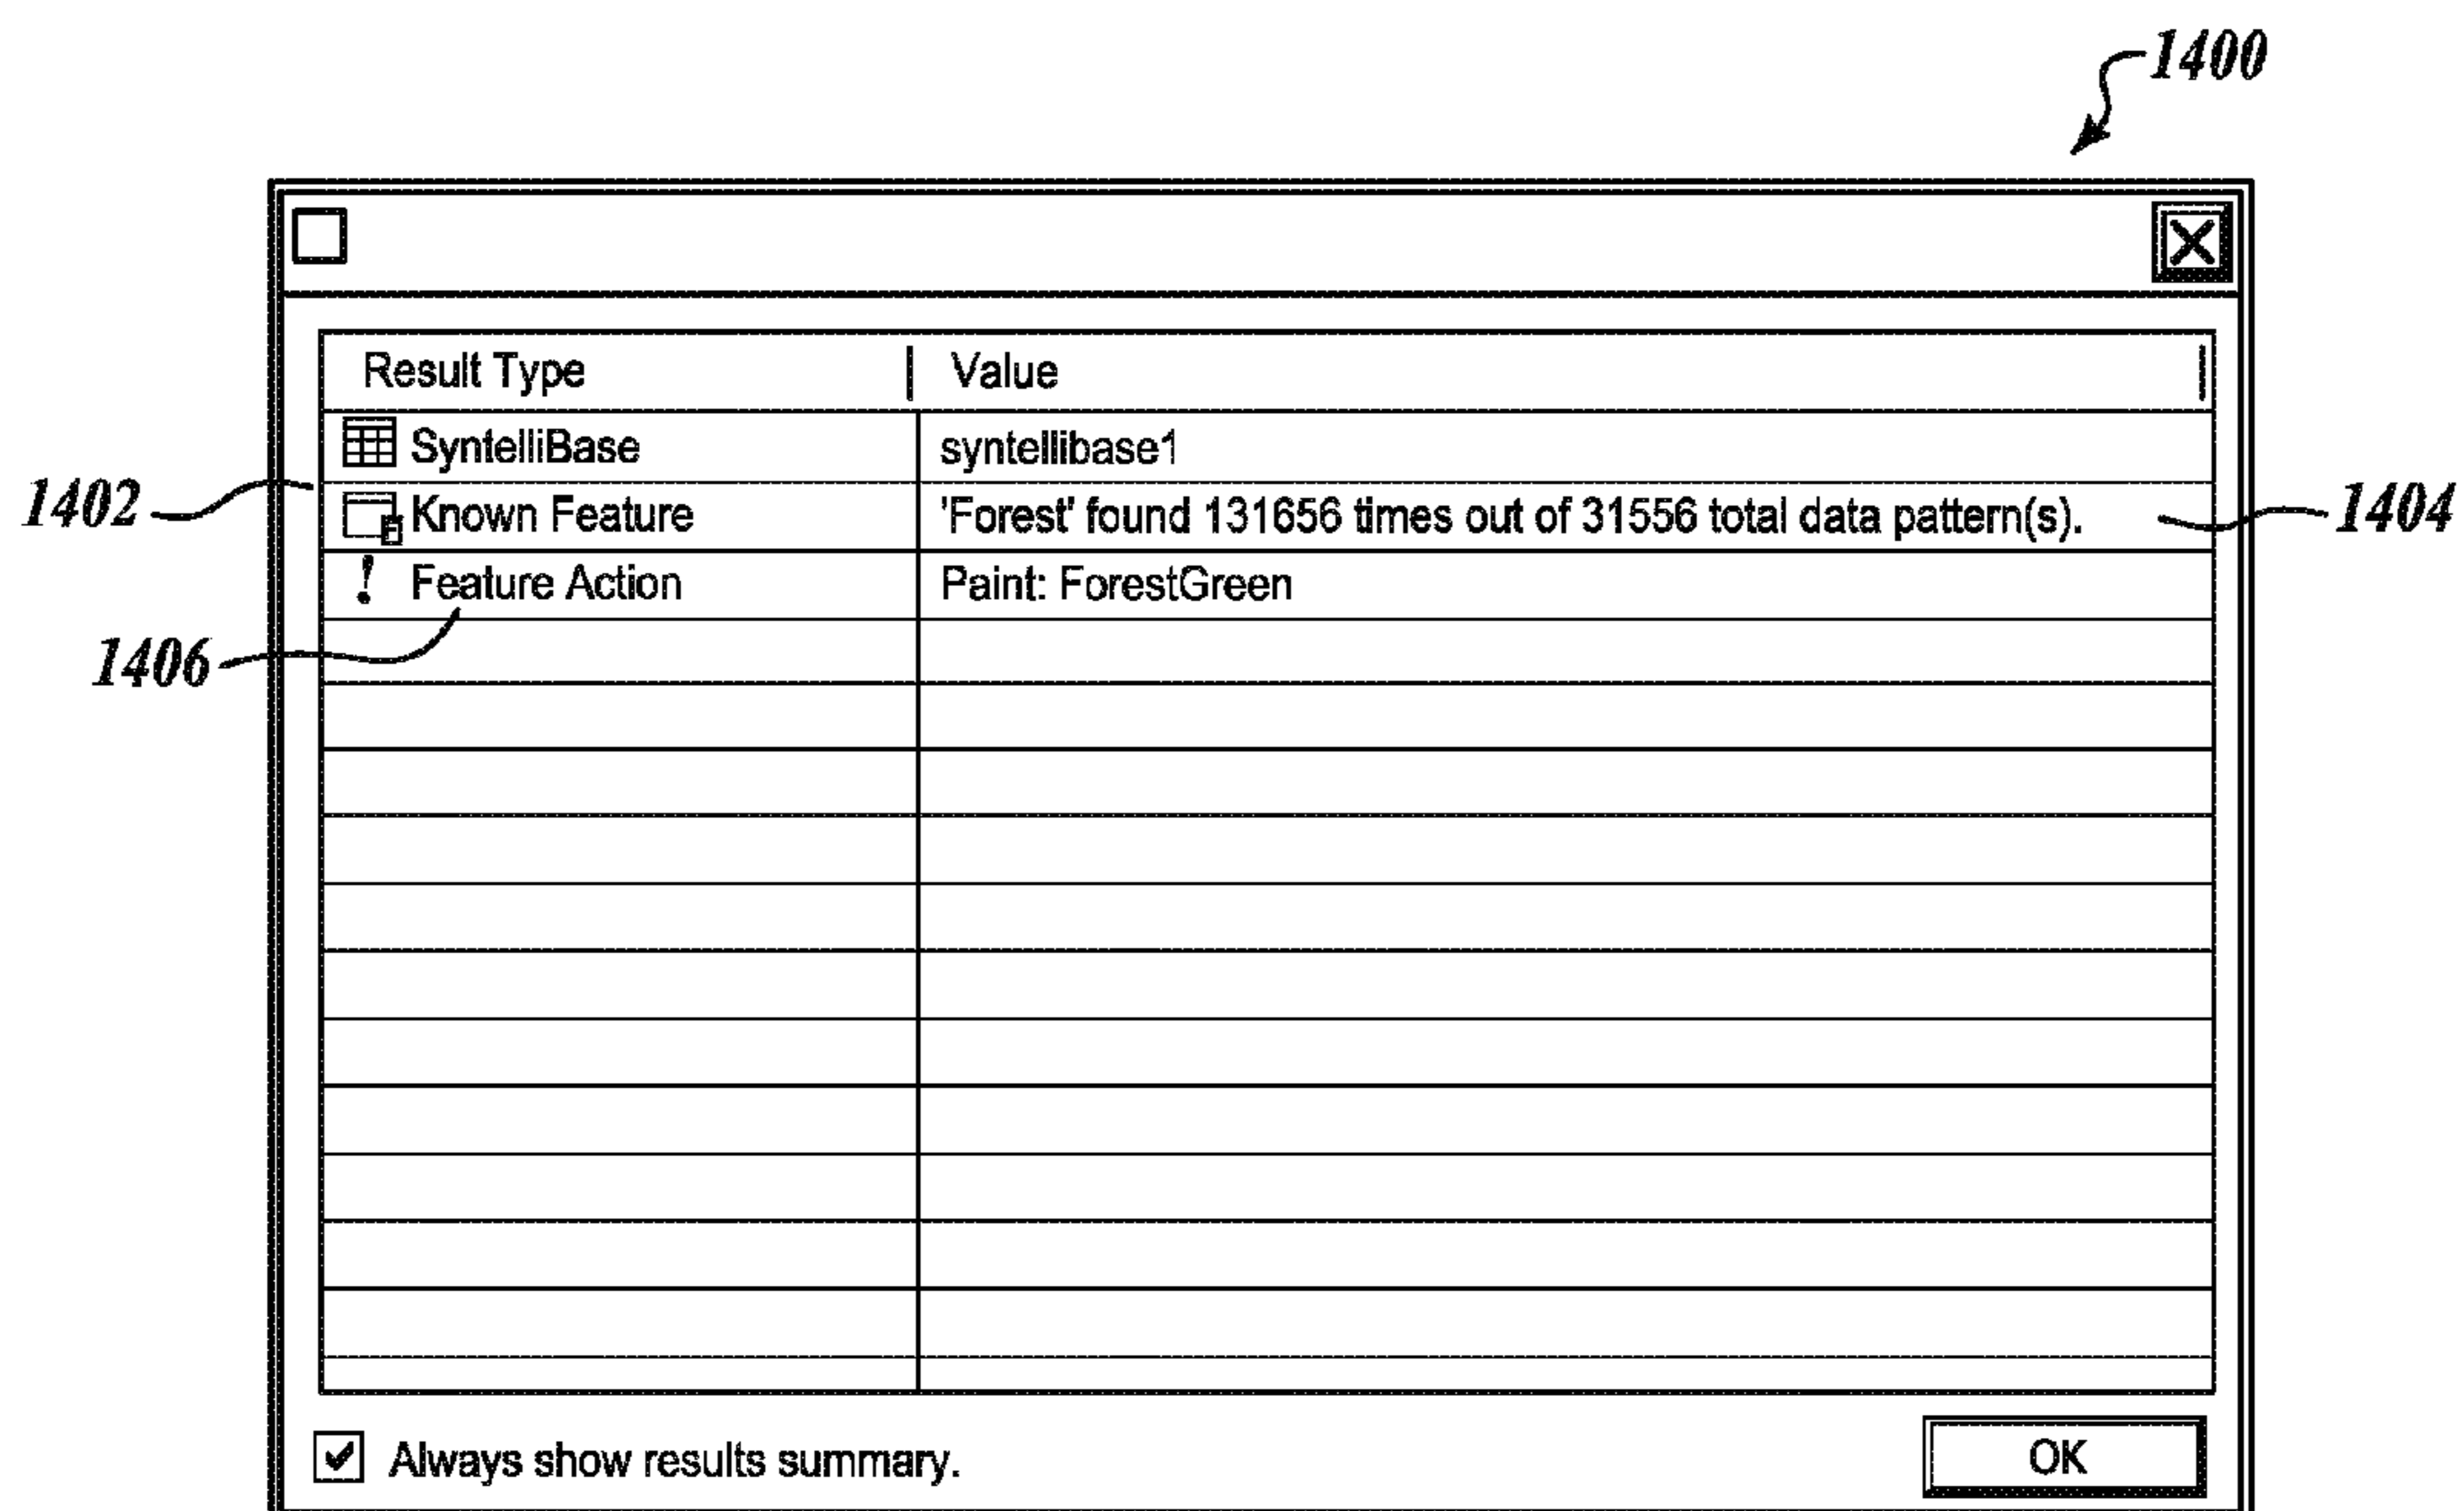 1400
Result Type Value
SyntelliBase syntellibase1
1402 Known Feature 'Forest' found 131656 times out of 31556 total data pattern(s). 1404
! Feature Action Paint: ForestGreen
1406
Always show results summary. OK